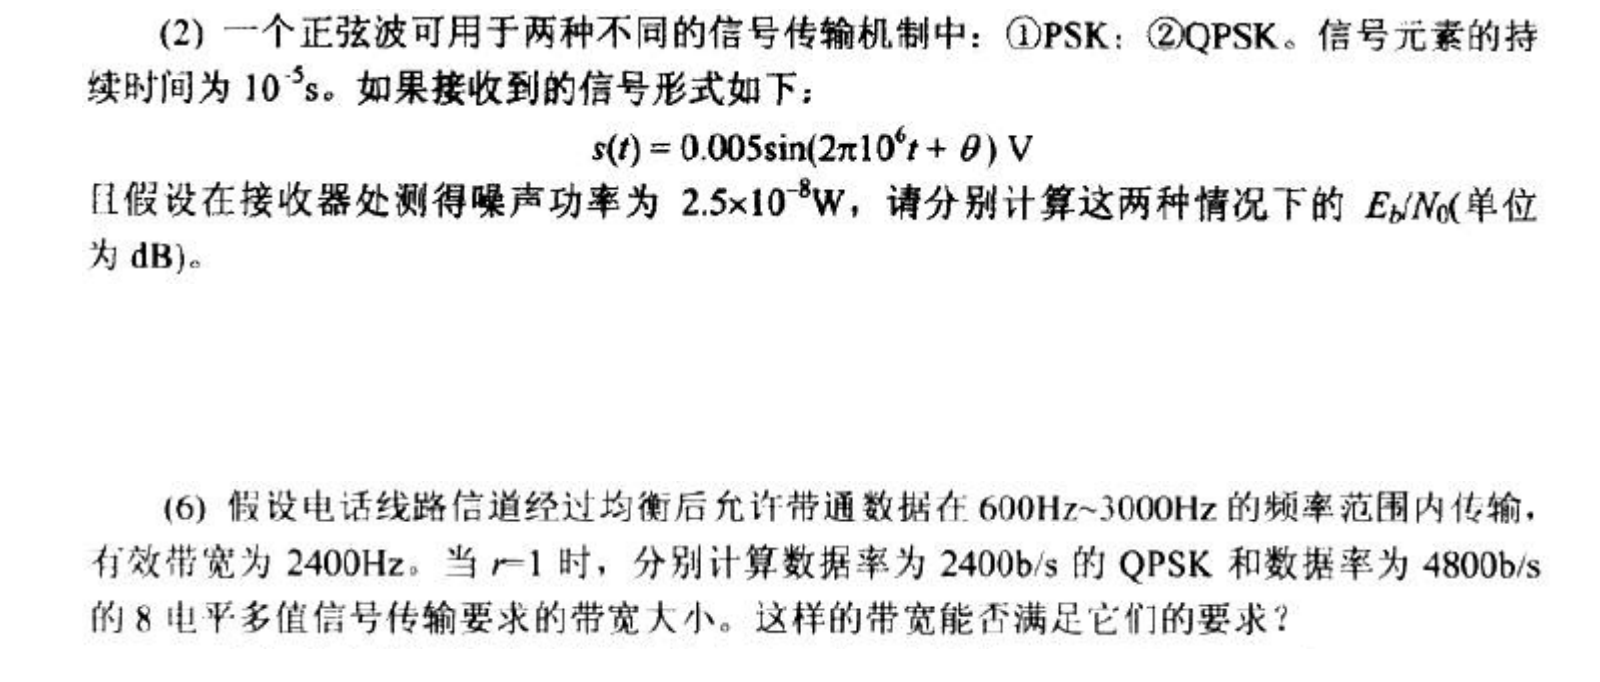 (2) 一个正弦波可用于两种不同的信号传输机制中：①PSK；②QPSK。信号元素的持
续时间为 10⁻⁵s。如果接收到的信号形式如下：
s(t) = 0.005sin(2π10⁶t + θ) V
且假设在接收器处测得噪声功率为 2.5×10⁻⁸W，请分别计算这两种情况下的 E_b/N₀(单位
为 dB)。
(6) 假设电话线路信道经过均衡后允许带通数据在 600Hz~3000Hz 的频率范围内传输，
有效带宽为 2400Hz。当 r=1 时，分别计算数据率为 2400b/s 的 QPSK 和数据率为 4800b/s
的 8 电平多值信号传输要求的带宽大小。这样的带宽能否满足它们的要求？